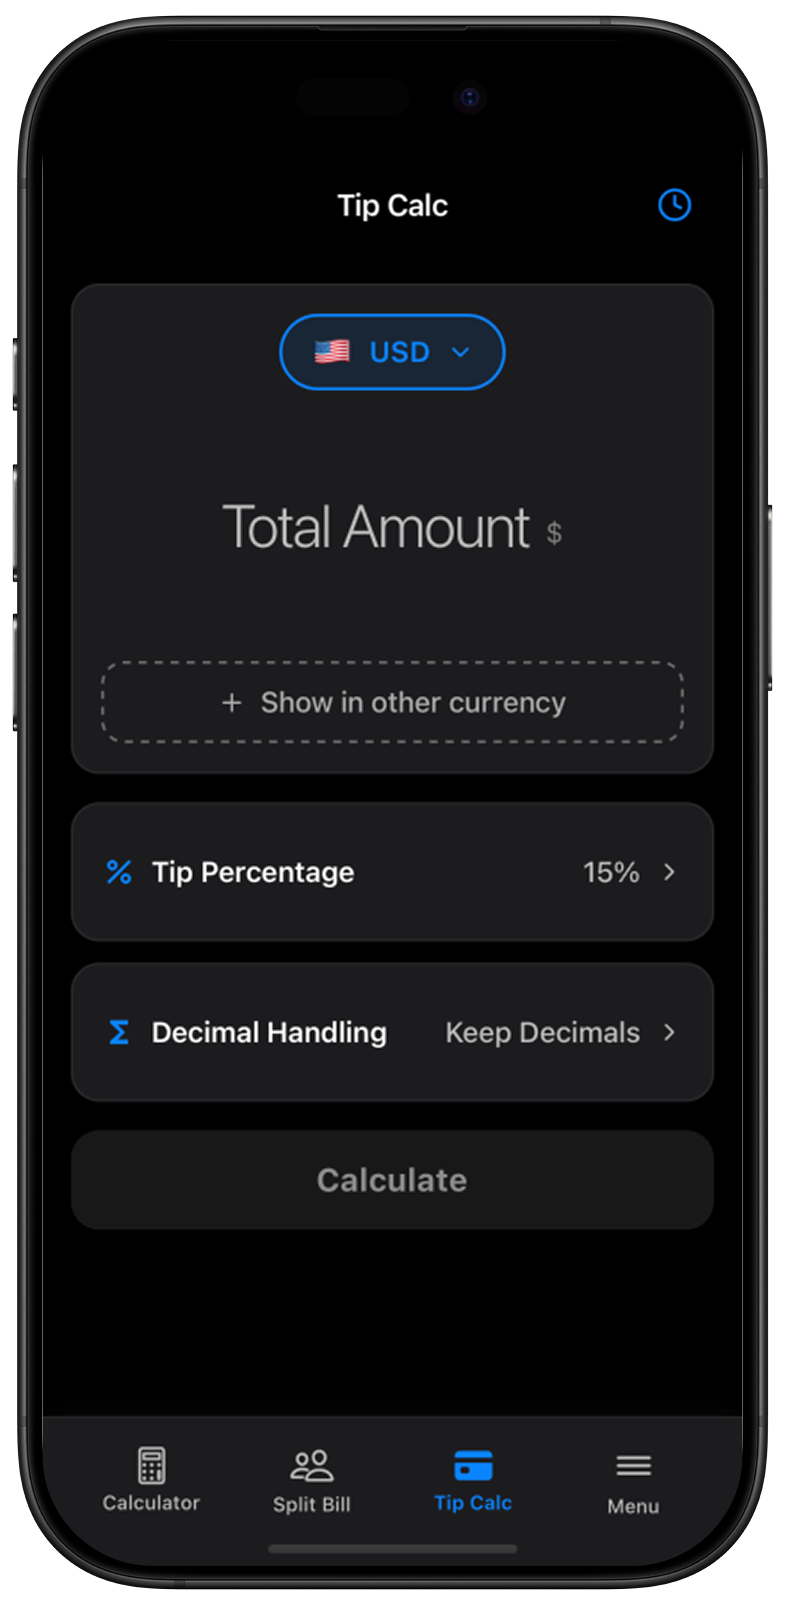 Tip Calc
USD
Total Amount $
+ Show in other currency
% Tip Percentage 15%
Σ Decimal Handling Keep Decimals
Calculate
Calculator Split Bill Tip Calc Menu